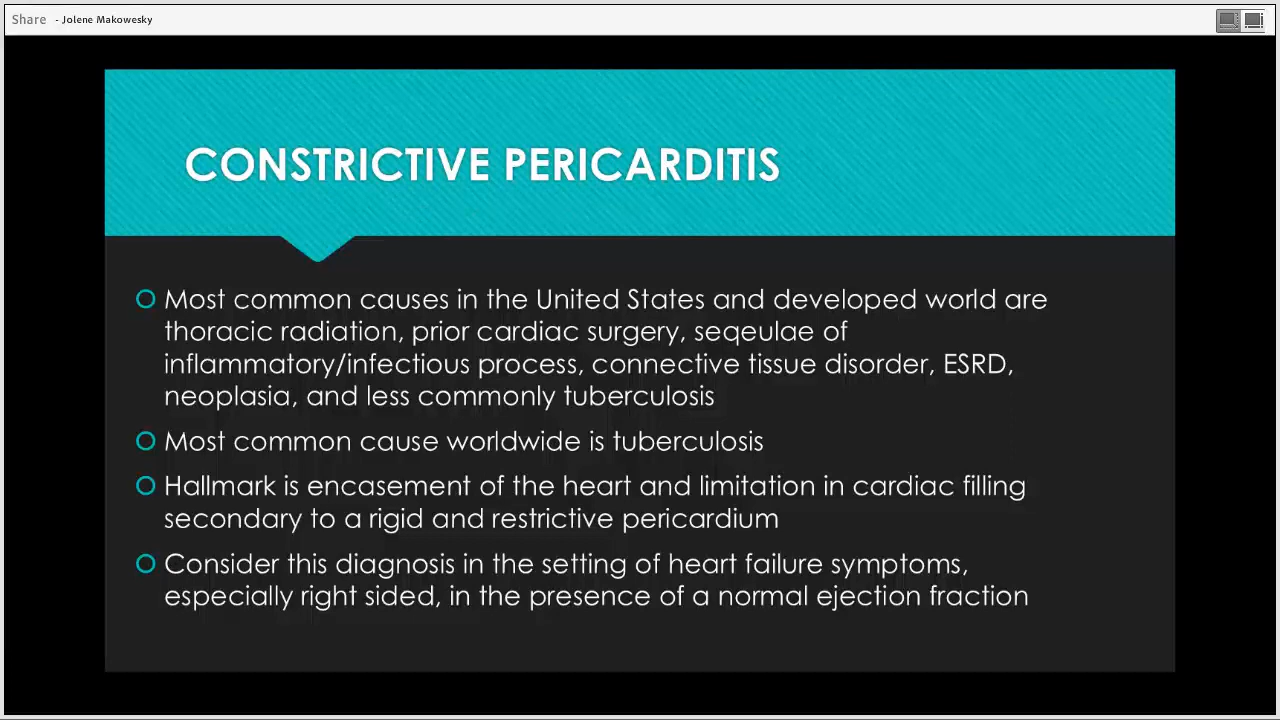 Share - Jolene Makowesky
CONSTRICTIVE PERICARDITIS
Most common causes in the United States and developed world are
thoracic radiation, prior cardiac surgery, seqeulae of
inflammatory/infectious process, connective tissue disorder, ESRD,
neoplasia, and less commonly tuberculosis
Most common cause worldwide is tuberculosis
Hallmark is encasement of the heart and limitation in cardiac filling
secondary to a rigid and restrictive pericardium
Consider this diagnosis in the setting of heart failure symptoms,
especially right sided, in the presence of a normal ejection fraction